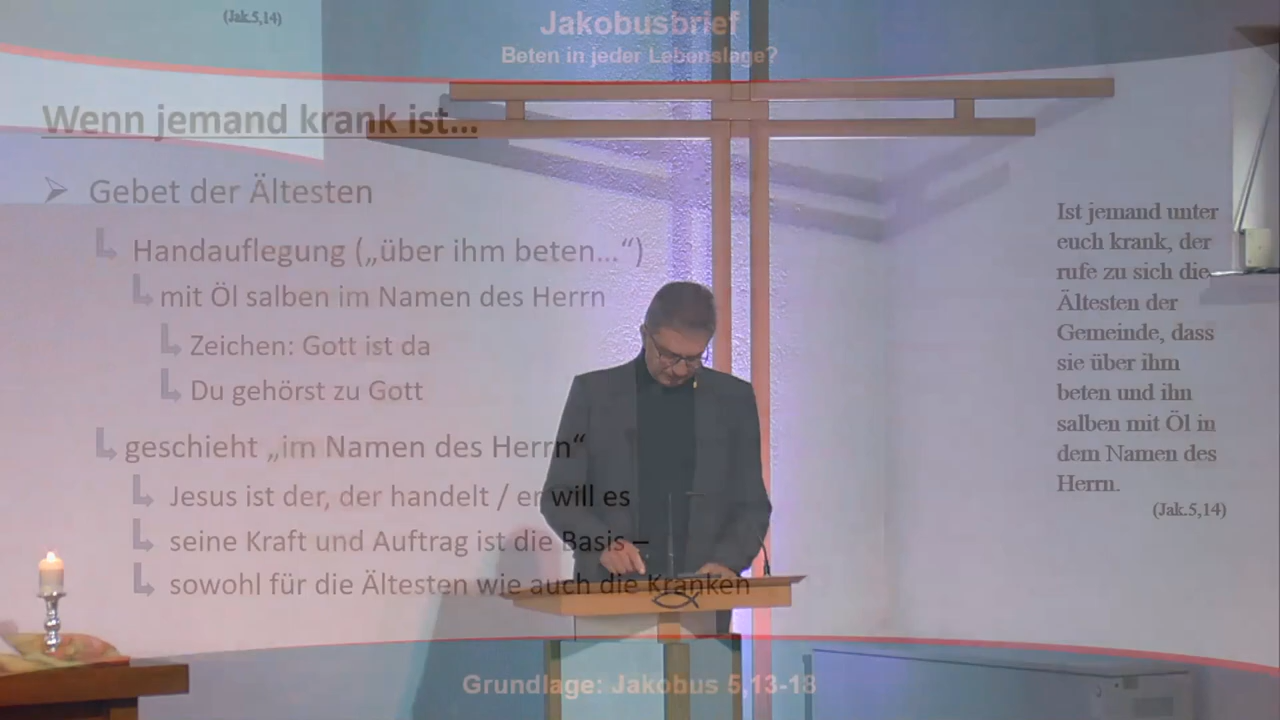 (Jak.5,14)
Jakobusbrief
Beten in jeder Lebenslage?
Wenn jemand krank ist...
Gebet der Ältesten
Handauflegung („über ihm beten...“)
mit Öl salben im Namen des Herrn
Zeichen: Gott ist da
Du gehörst zu Gott
geschieht „im Namen des Herrn“
Jesus ist der, der handelt / er will es
seine Kraft und Auftrag ist die Basis –
sowohl für die Ältesten wie auch die Kranken
Ist jemand unter
euch krank, der
rufe zu sich die
Ältesten der
Gemeinde, dass
sie über ihm
beten und ihn
salben mit Öl in
dem Namen des
Herrn.
(Jak.5,14)
Grundlage: Jakobus 5,13-18